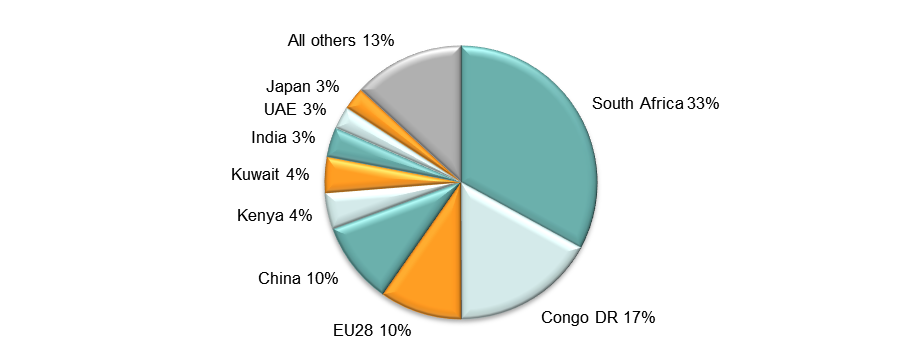 All others 13%
South Africa 33%
Japan 3%
UAE 3%
India 3%
Kuwait 4%
Kenya 4%
China 10%
EU28 10%
Congo DR 17%